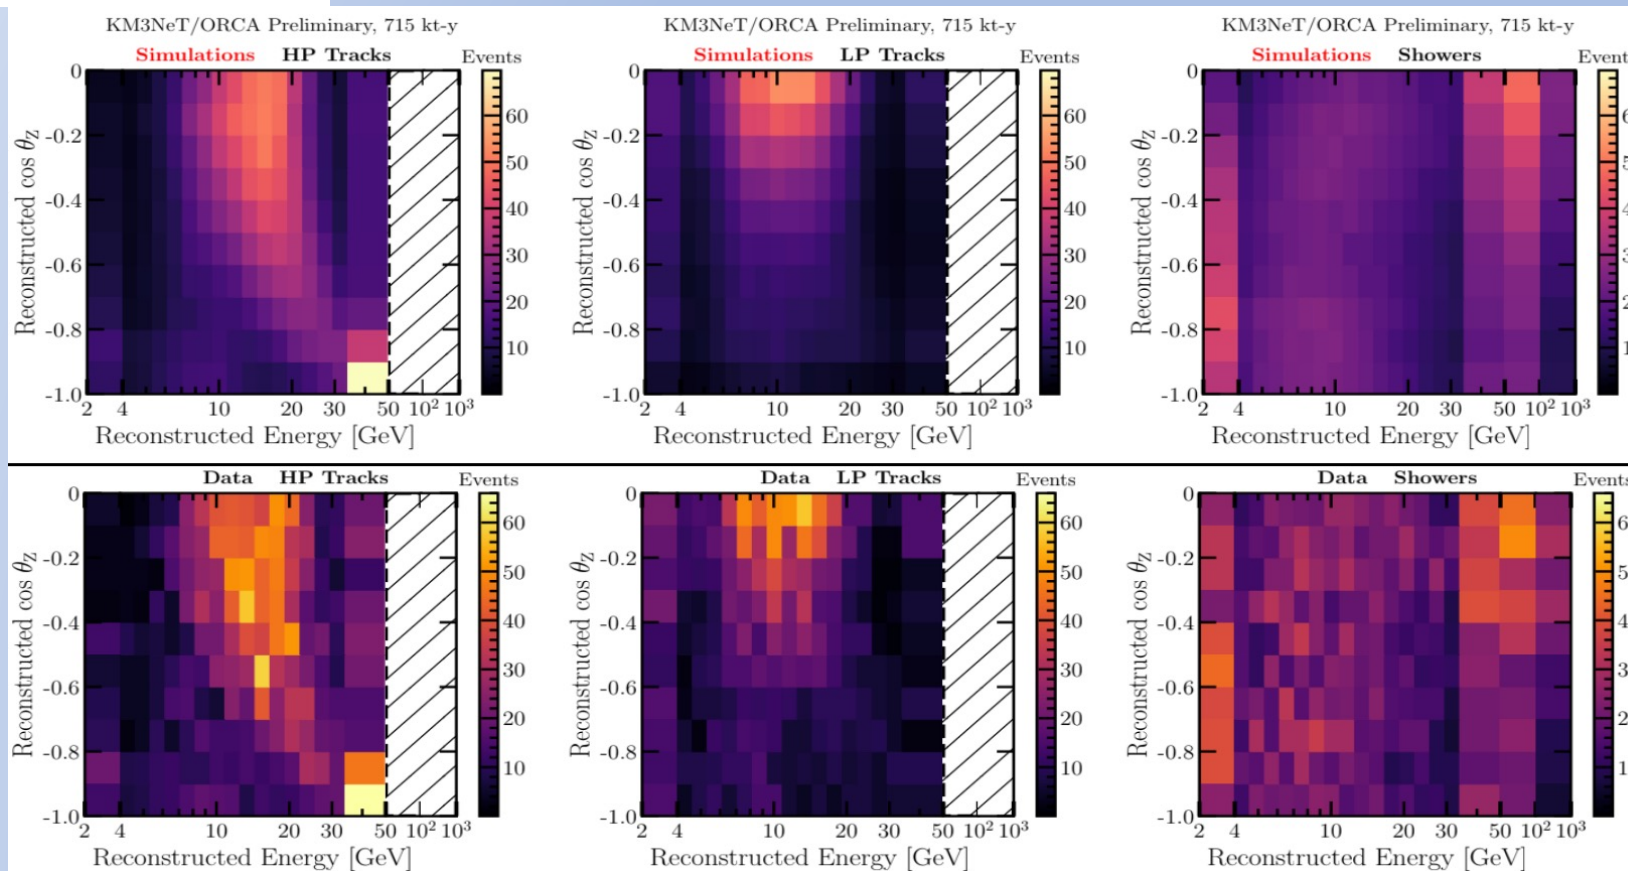 KM3NeT/ORCA Preliminary, 715 kt-y
Simulations HP Tracks Events
0
-0.2
-0.4
-0.6
-0.8
-1.0
Reconstructed cos θZ
2 4 10 20 30 50 10² 10³
Reconstructed Energy [GeV]
60
50
40
30
20
10
KM3NeT/ORCA Preliminary, 715 kt-y
Simulations LP Tracks Events
0
-0.2
-0.4
-0.6
-0.8
-1.0
Reconstructed cos θZ
2 4 10 20 30 50 10² 10³
Reconstructed Energy [GeV]
60
50
40
30
20
10
KM3NeT/ORCA Preliminary, 715 kt-y
Simulations Showers
0
-0.2
-0.4
-0.6
-0.8
-1.0
Reconstructed cos θZ
2 4 10 20 30 50 10² 10³
Reconstructed Energy [GeV]
Data HP Tracks Events
0
-0.2
-0.4
-0.6
-0.8
-1.0
Reconstructed cos θZ
2 4 10 20 30 50 10² 10³
Reconstructed Energy [GeV]
60
50
40
30
20
10
Data LP Tracks Events
0
-0.2
-0.4
-0.6
-0.8
-1.0
Reconstructed cos θZ
2 4 10 20 30 50 10² 10³
Reconstructed Energy [GeV]
60
50
40
30
20
10
Data Showers Events
0
-0.2
-0.4
-0.6
-0.8
-1.0
Reconstructed cos θZ
2 4 10 20 30 50 10² 10³
Reconstructed Energy [GeV]